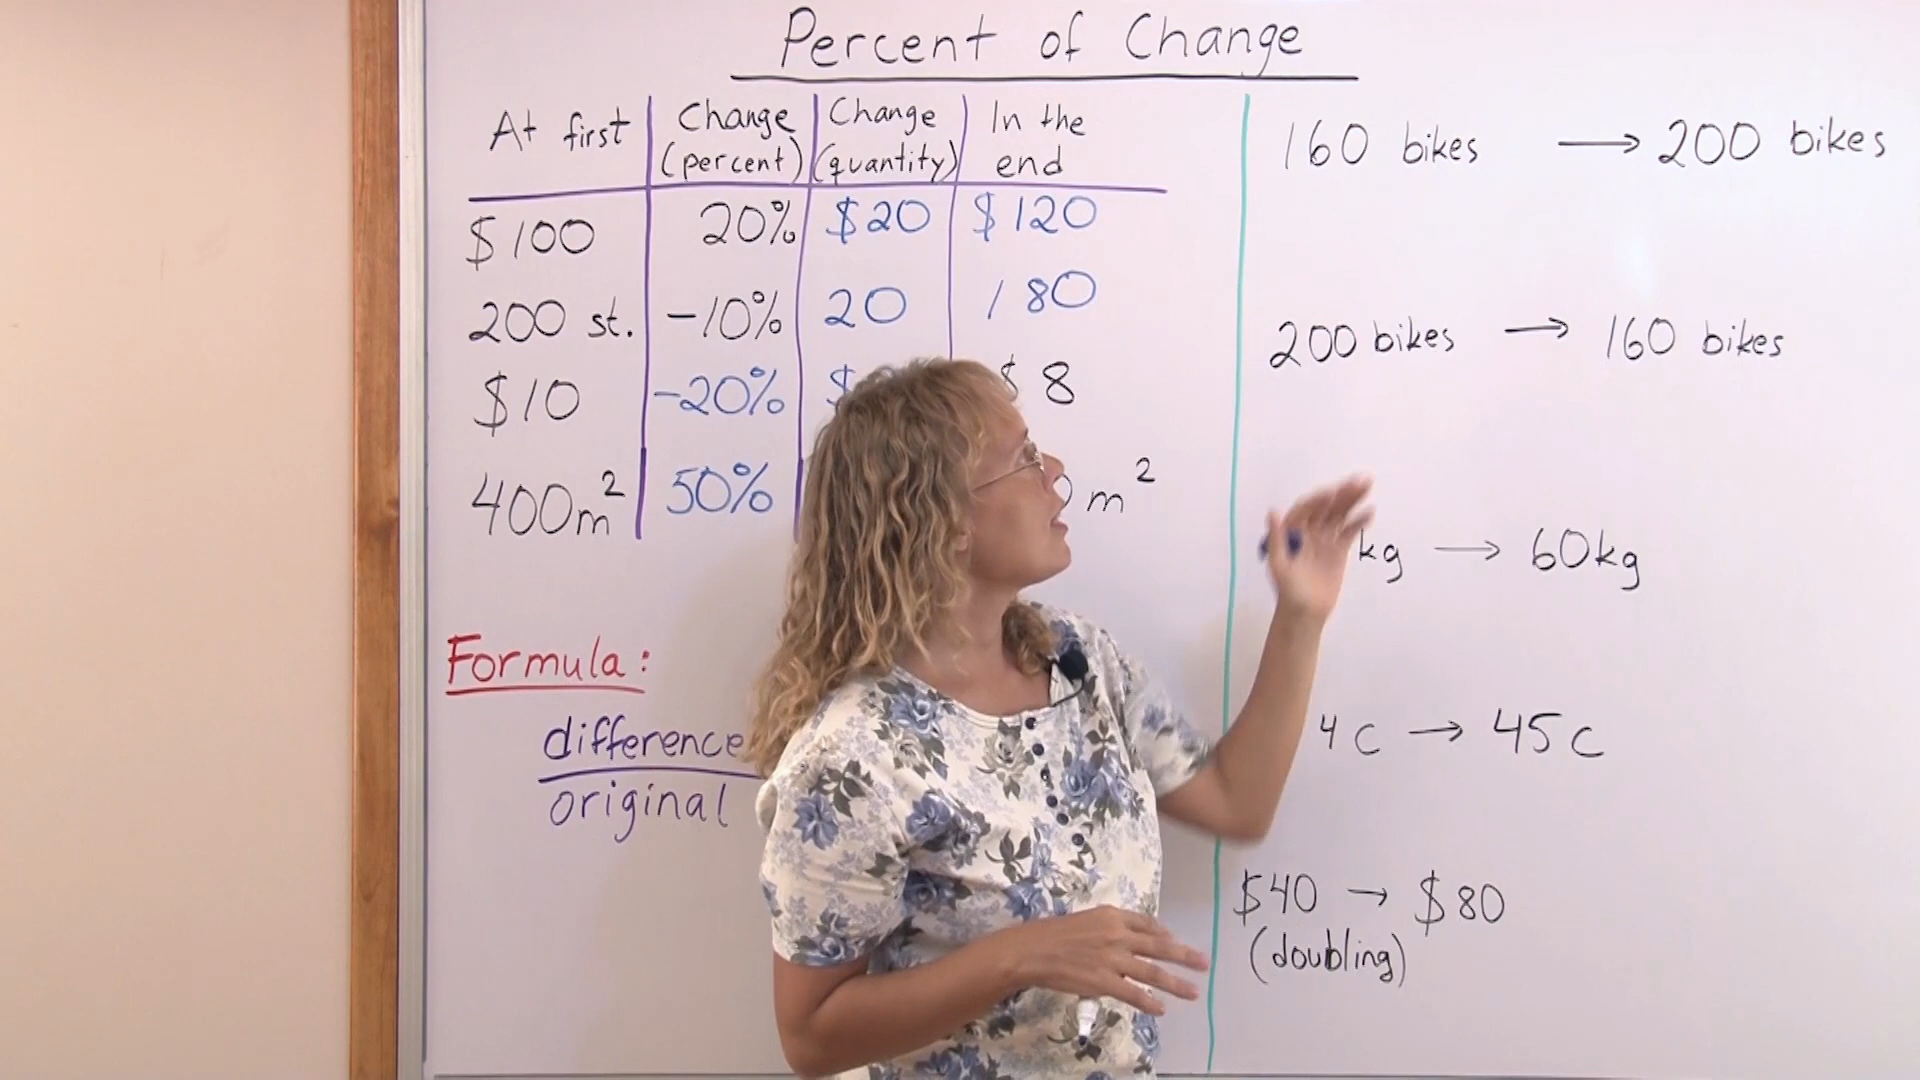 Percent of Change
At first Change (percent) Change (quantity) In the end
$100 20% $20 $120
200 st. -10% 20 180
$10 -20% $ $8
400m² 50% m²
Formula:
difference
original
160 bikes → 200 bikes
200 bikes → 160 bikes
kg → 60kg
4c → 45c
$40 → $80
(doubling)